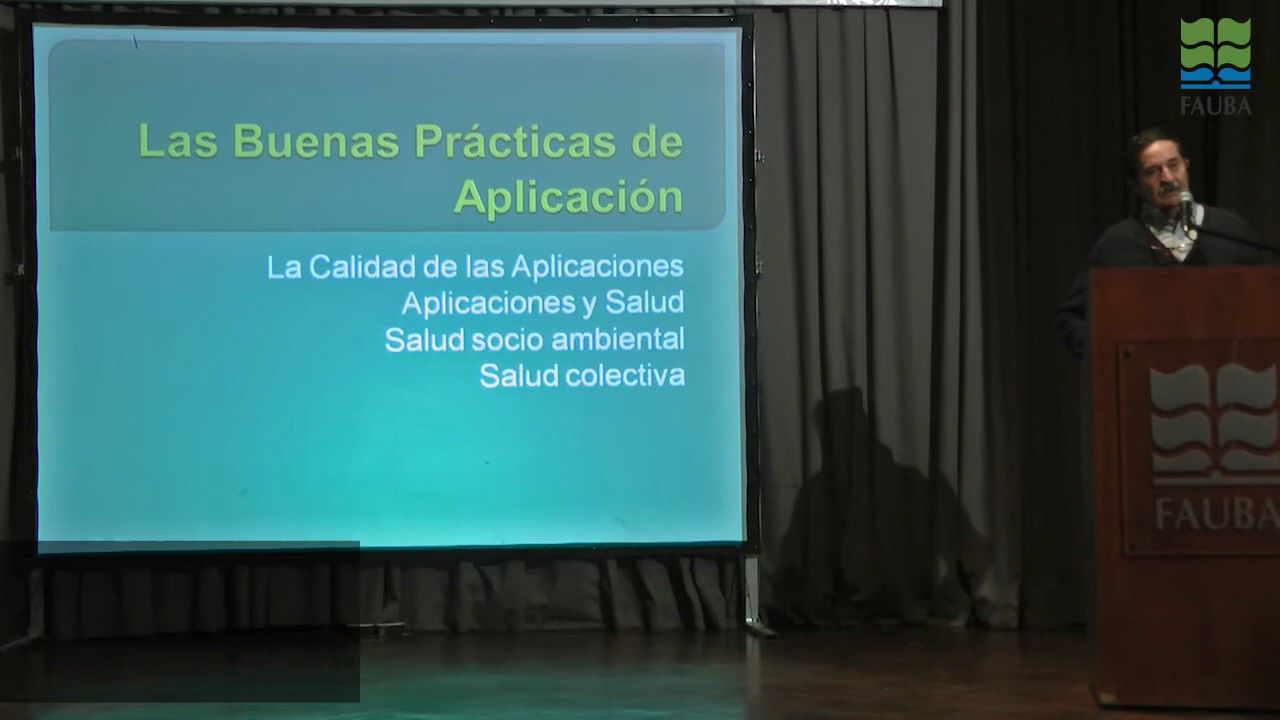 Las Buenas Prácticas de
Aplicación
La Calidad de las Aplicaciones
Aplicaciones y Salud
Salud socio ambiental
Salud colectiva
FAUBA
FAUBA